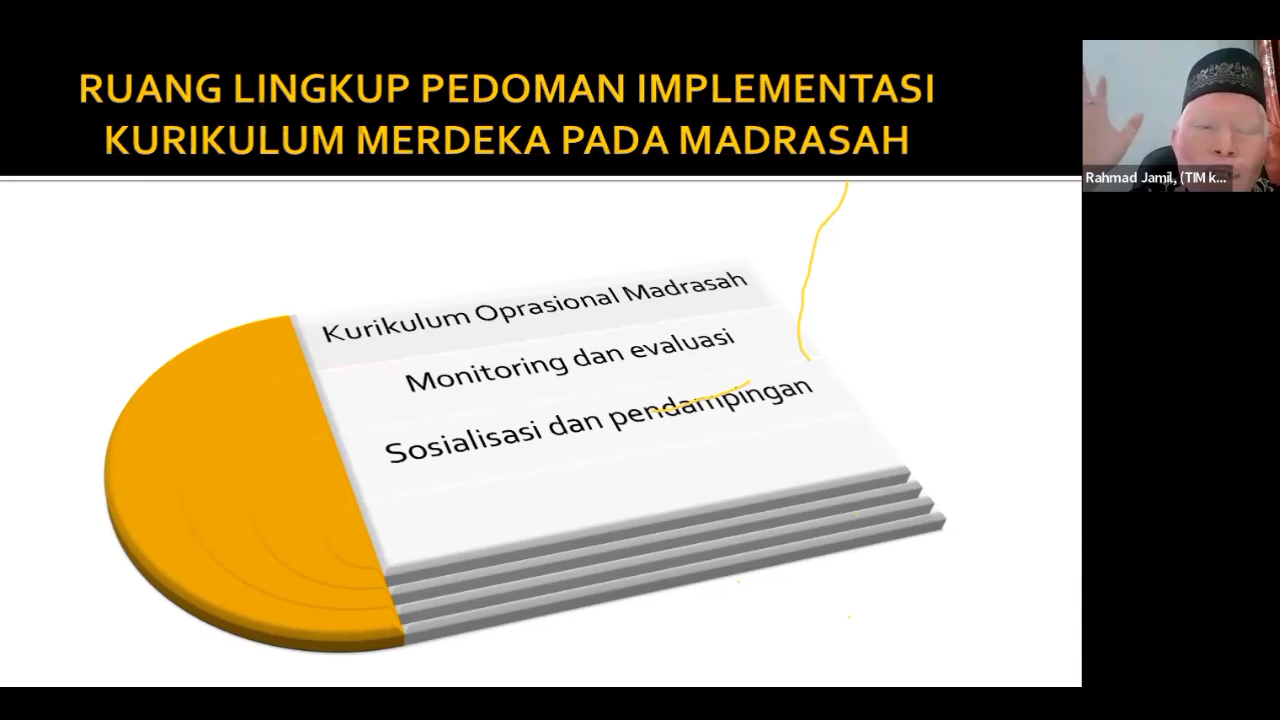 RUANG LINGKUP PEDOMAN IMPLEMENTASI
KURIKULUM MERDEKA PADA MADRASAH
Rahmad Jamil, (TIM k...
Kurikulum Oprasional Madrasah
Monitoring dan evaluasi
Sosialisasi dan pendampingan